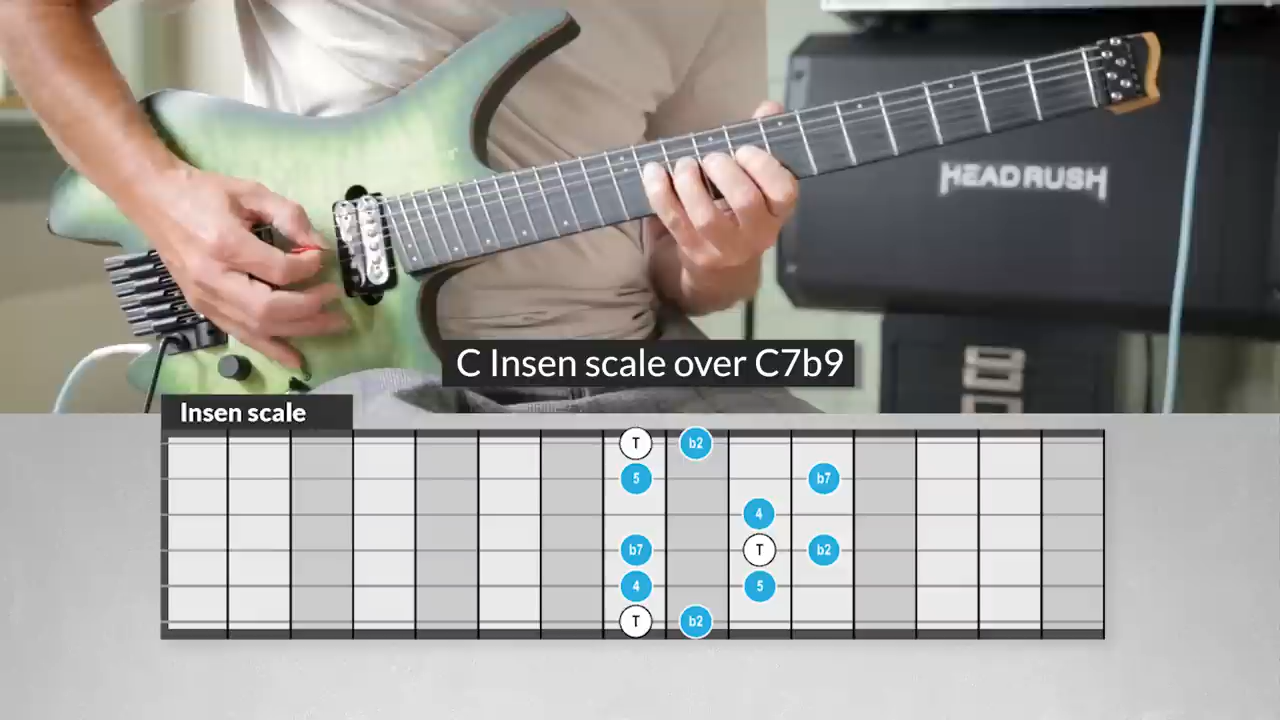 HEADRUSH
C Insen scale over C7b9
Insen scale
T b2
5 b7
4
b7 T b2
4 5
T b2